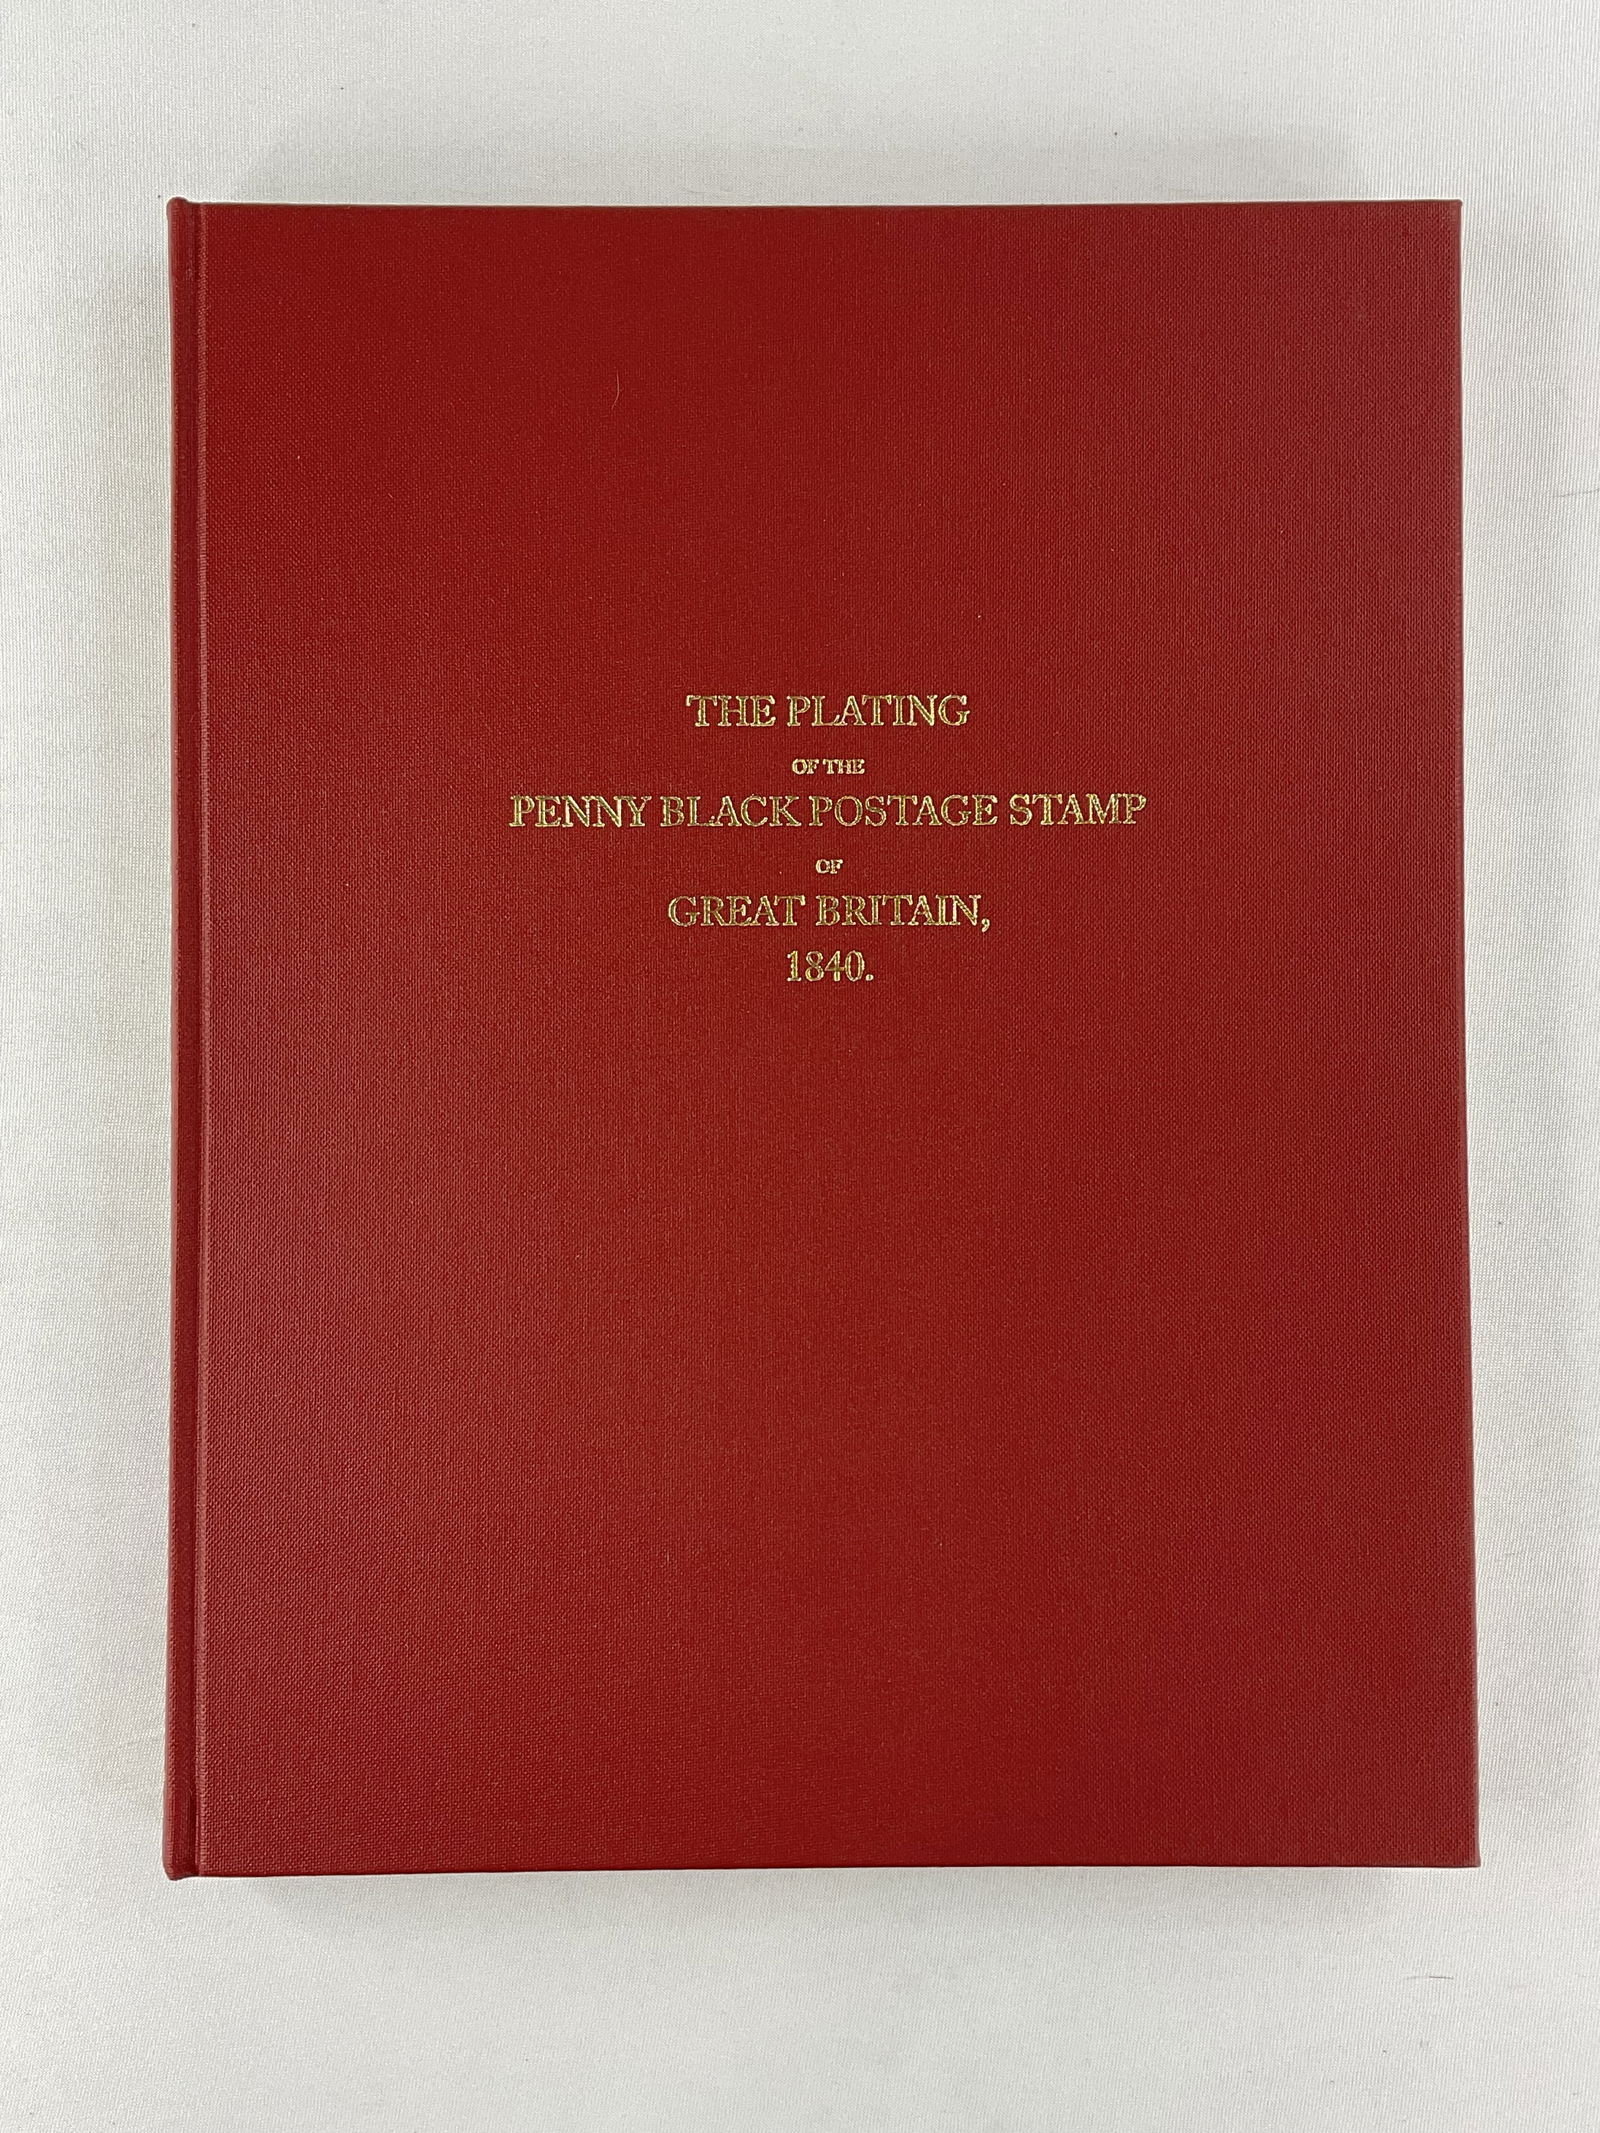 THE PLATING
OF THE
PENNY BLACK POSTAGE STAMP
OF
GREAT BRITAIN,
1840.